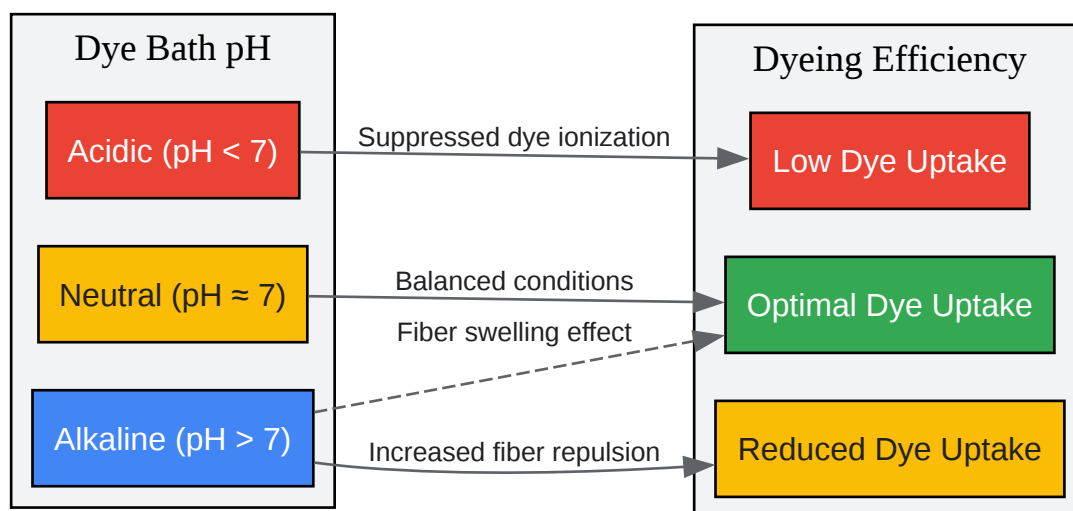 Dye Bath pH
Dyeing Efficiency
Acidic (pH < 7)
Suppressed dye ionization
Low Dye Uptake
Neutral (pH ≈ 7)
Balanced conditions
Optimal Dye Uptake
Fiber swelling effect
Alkaline (pH > 7)
Increased fiber repulsion
Reduced Dye Uptake